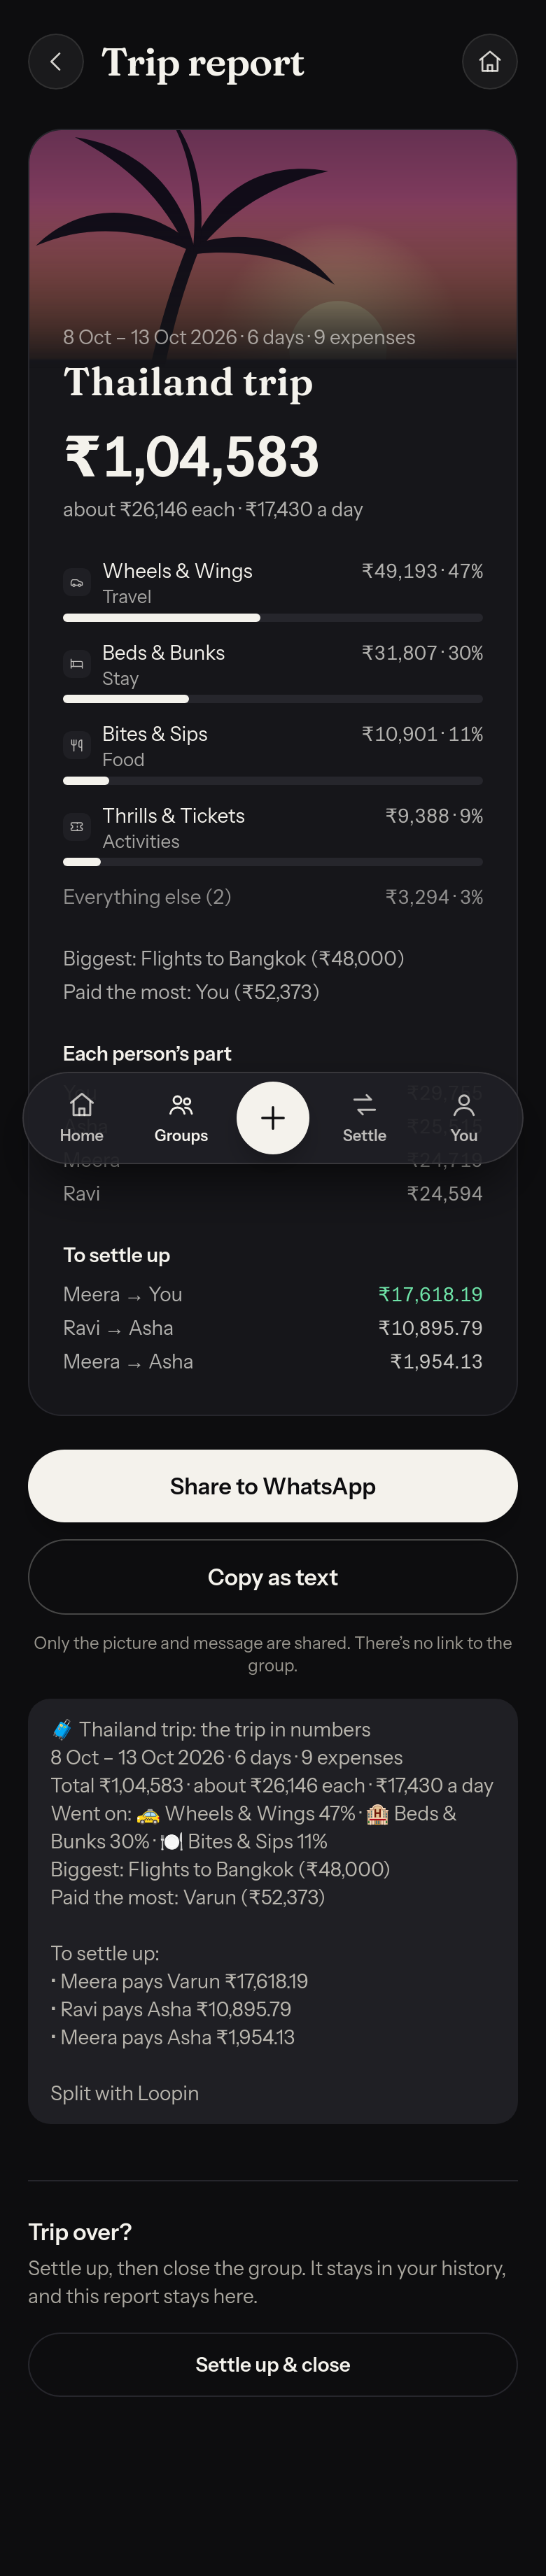 Trip report
8 Oct – 13 Oct 2026 · 6 days · 9 expenses
Thailand trip
₹1,04,583
about ₹26,146 each · ₹17,430 a day
Wheels & Wings ₹49,193 · 47%
Travel
Beds & Bunks ₹31,807 · 30%
Stay
Bites & Sips ₹10,901 · 11%
Food
Thrills & Tickets ₹9,388 · 9%
Activities
Everything else (2) ₹3,294 · 3%
Biggest: Flights to Bangkok (₹48,000)
Paid the most: You (₹52,373)
Each person’s part
You ₹29,755
Asha
Meera ₹24,719
Home Groups Settle You
Ravi ₹24,594
To settle up
Meera → You ₹17,618.19
Ravi → Asha ₹10,895.79
Meera → Asha ₹1,954.13
Share to WhatsApp
Copy as text
Only the picture and message are shared. There’s no link to the
group.
🧳 Thailand trip: the trip in numbers
8 Oct – 13 Oct 2026 · 6 days · 9 expenses
Total ₹1,04,583 · about ₹26,146 each · ₹17,430 a day
Went on: 🚕 Wheels & Wings 47% · 🏨 Beds &
Bunks 30% · 🍽️ Bites & Sips 11%
Biggest: Flights to Bangkok (₹48,000)
Paid the most: Varun (₹52,373)
To settle up:
• Meera pays Varun ₹17,618.19
• Ravi pays Asha ₹10,895.79
• Meera pays Asha ₹1,954.13
Split with Loopin
Trip over?
Settle up, then close the group. It stays in your history,
and this report stays here.
Settle up & close